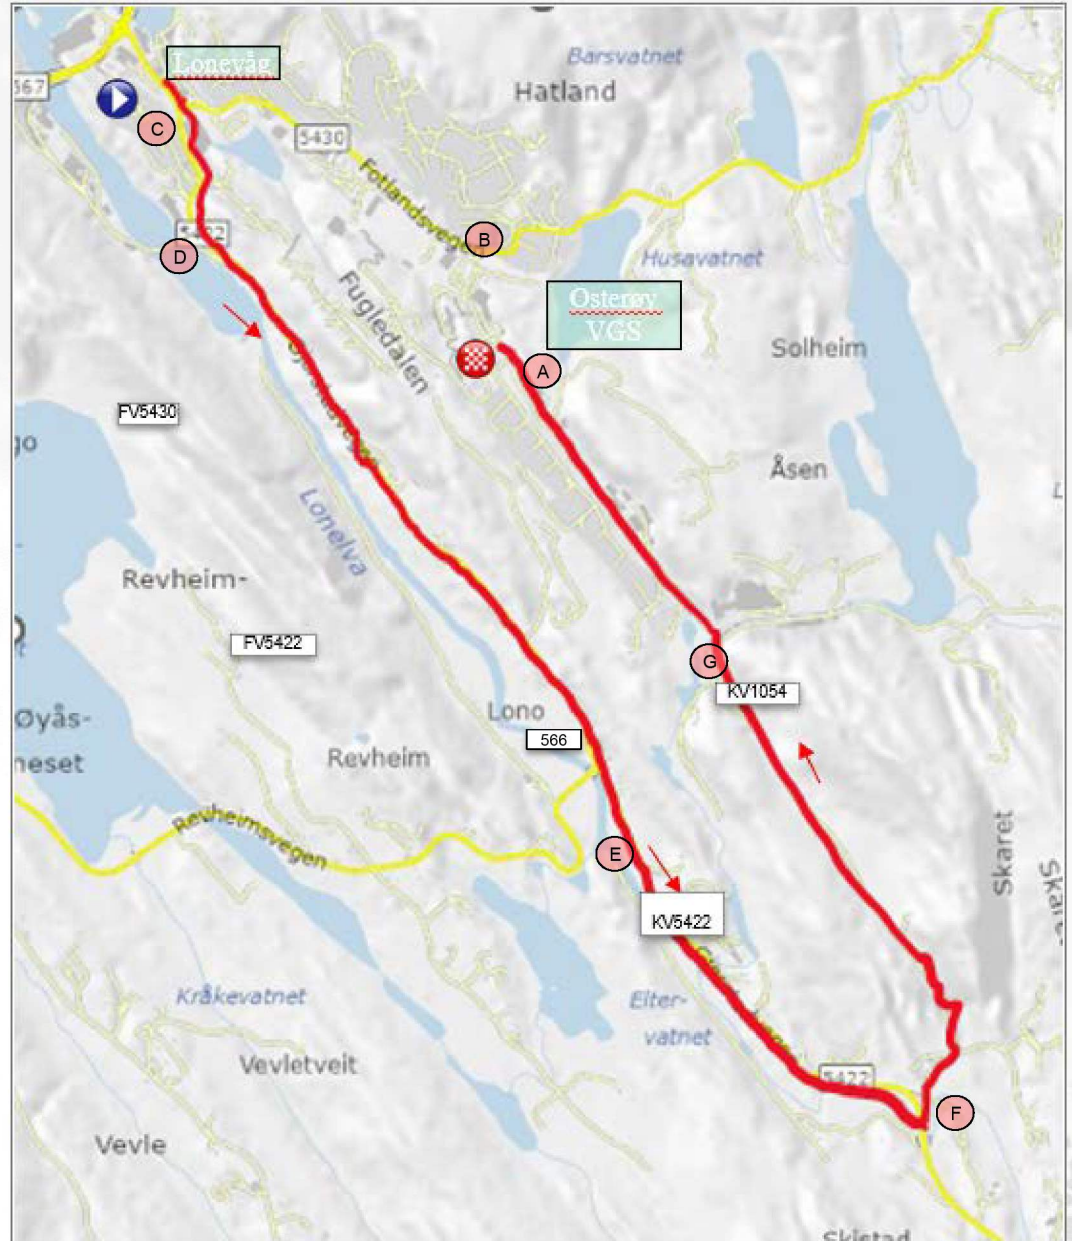 Lonevåg
567
C
5430
Barsvatnet
Hatland
Fotlandsvegen
B
5422
D
Husavatnet
Fugledalen
Osterøy
VGS
A
Solheim
FV5430
Åsen
Lonelva
Revheim-
FV5422
G
KV1054
Lono
566
Øyås-
neset
Revheim
Revheimsvegen
E
KV5422
Skaret
Kråkevatnet
Elter-
vatnet
Vevletveit
5422
F
Vevle
Skistad